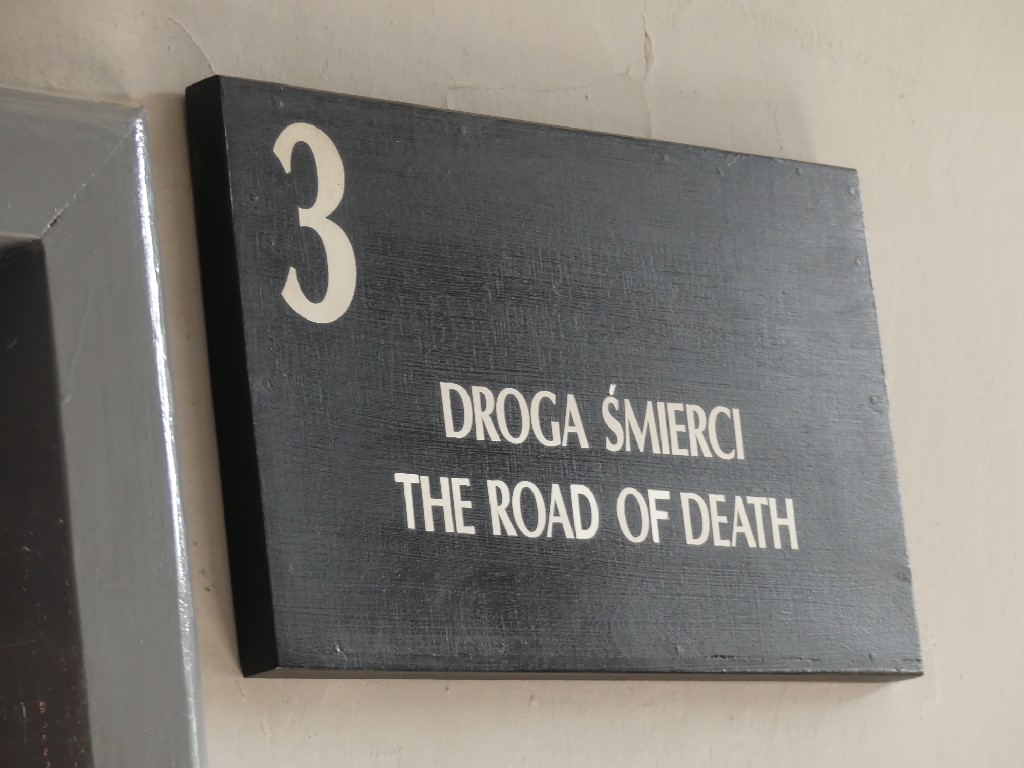 3
DROGA ŚMIERCI
THE ROAD OF DEATH